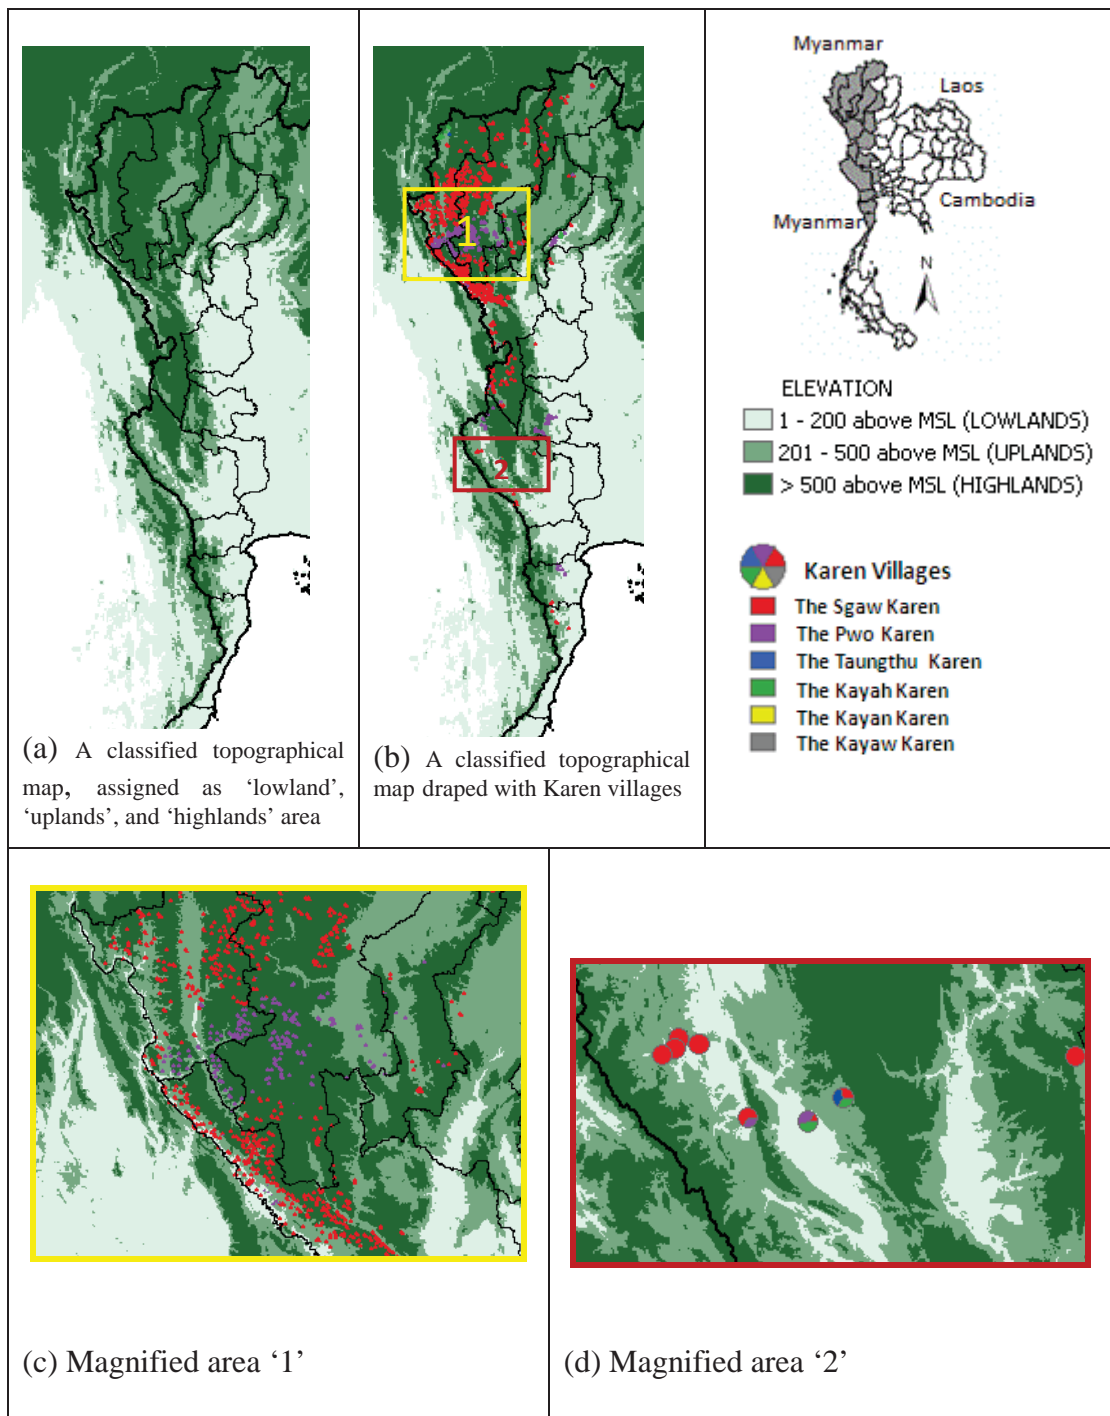 1
2
(a) A classified topographical
map, assigned as ‘lowland’,
‘uplands’, and ‘highlands’ area
(b) A classified topographical
map draped with Karen villages
Myanmar
Laos
Cambodia
Myanmar
N
ELEVATION
1 - 200 above MSL (LOWLANDS)
201 - 500 above MSL (UPLANDS)
> 500 above MSL (HIGHLANDS)
Karen Villages
The Sgaw Karen
The Pwo Karen
The Taungthu Karen
The Kayah Karen
The Kayan Karen
The Kayaw Karen
(c) Magnified area ‘1’
(d) Magnified area ‘2’